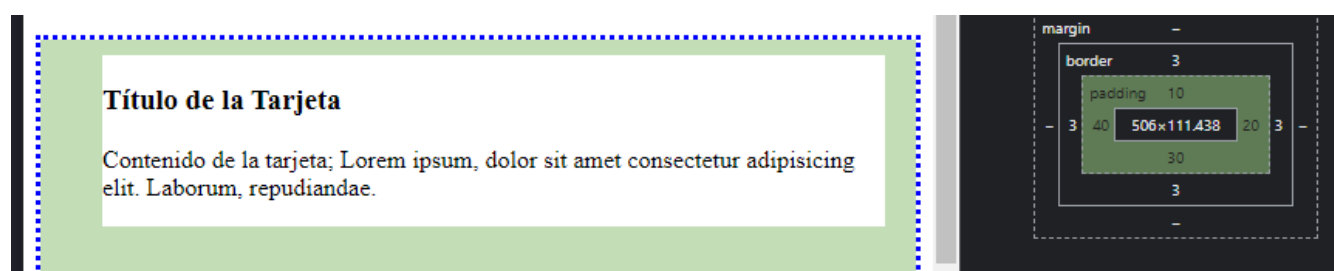 Título de la Tarjeta
Contenido de la tarjeta; Lorem ipsum, dolor sit amet consectetur adipisicing
elit. Laborum, repudiandae.
margin –
border 3
padding 10
– 3 40 506×111.438 20 3 –
30
3
–